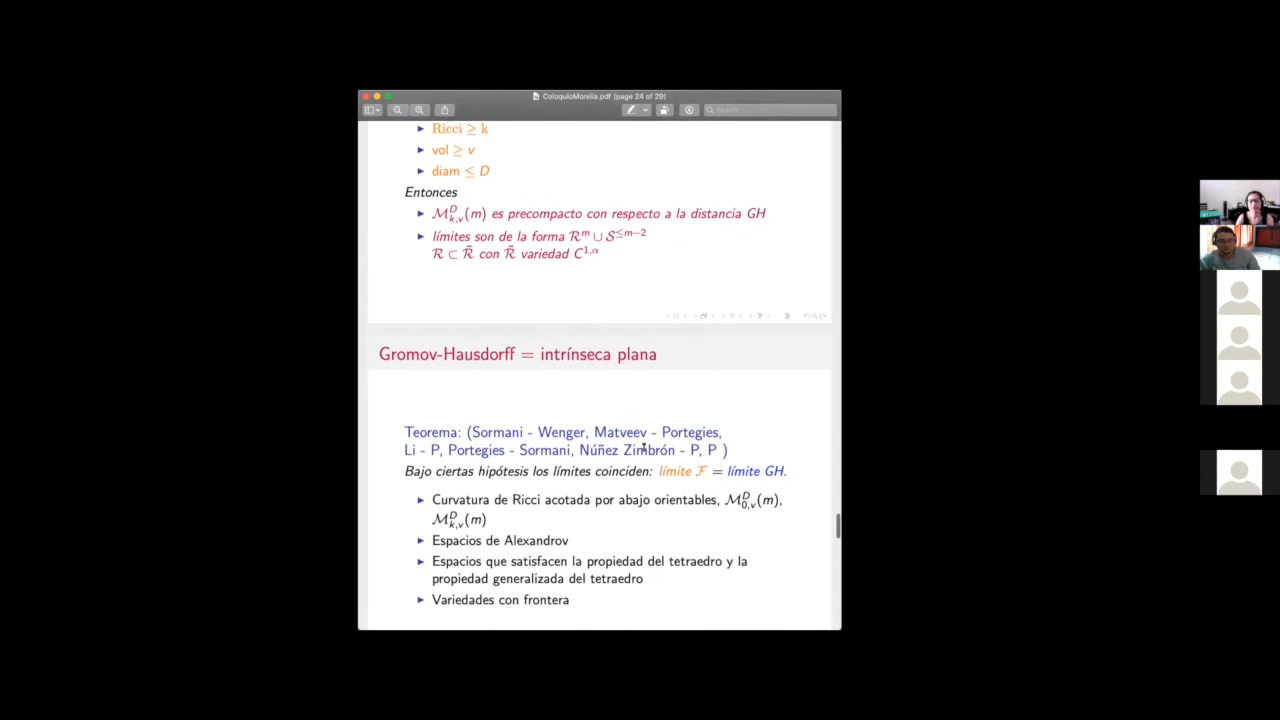 ColoquioMorelia.pdf (page 24 of 29)
Search
▶ Ricci ≥ k
▶ vol ≥ v
▶ diam ≤ D
Entonces
▶ ℳ^D_{k,v}(m) es precompacto con respecto a la distancia GH
▶ límites son de la forma ℛ^m ∪ 𝒮^{≤m−2}
ℛ ⊂ ℛ̃ con ℛ̃ variedad C^{1,α}
Gromov-Hausdorff = intrínseca plana
Teorema: (Sormani - Wenger, Matveev - Portegies,
Li - P, Portegies - Sormani, Núñez Zimbrón - P, P )
Bajo ciertas hipótesis los límites coinciden: límite ℱ = límite GH.
▶ Curvatura de Ricci acotada por abajo orientables, ℳ^D_{0,v}(m),
ℳ^D_{k,v}(m)
▶ Espacios de Alexandrov
▶ Espacios que satisfacen la propiedad del tetraedro y la
propiedad generalizada del tetraedro
▶ Variedades con frontera